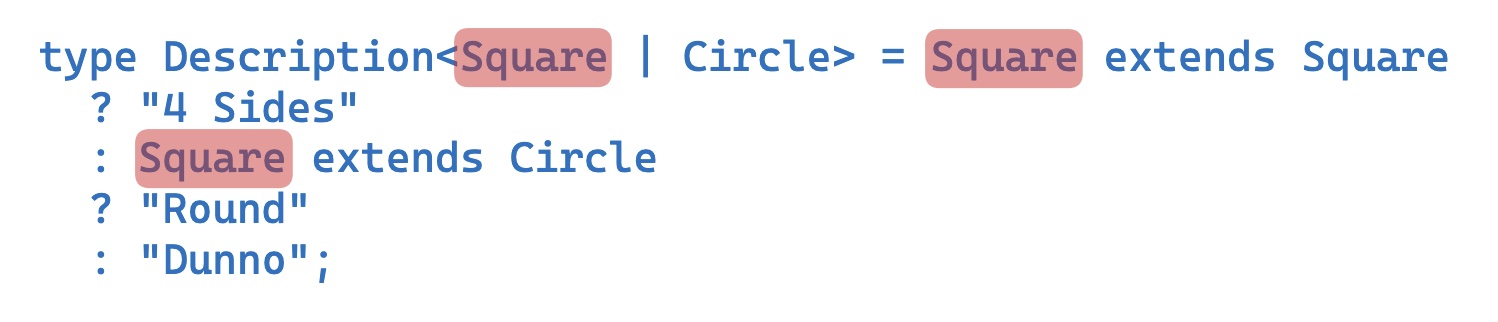 type Description<Square | Circle> = Square extends Square
? "4 Sides"
: Square extends Circle
? "Round"
: "Dunno";